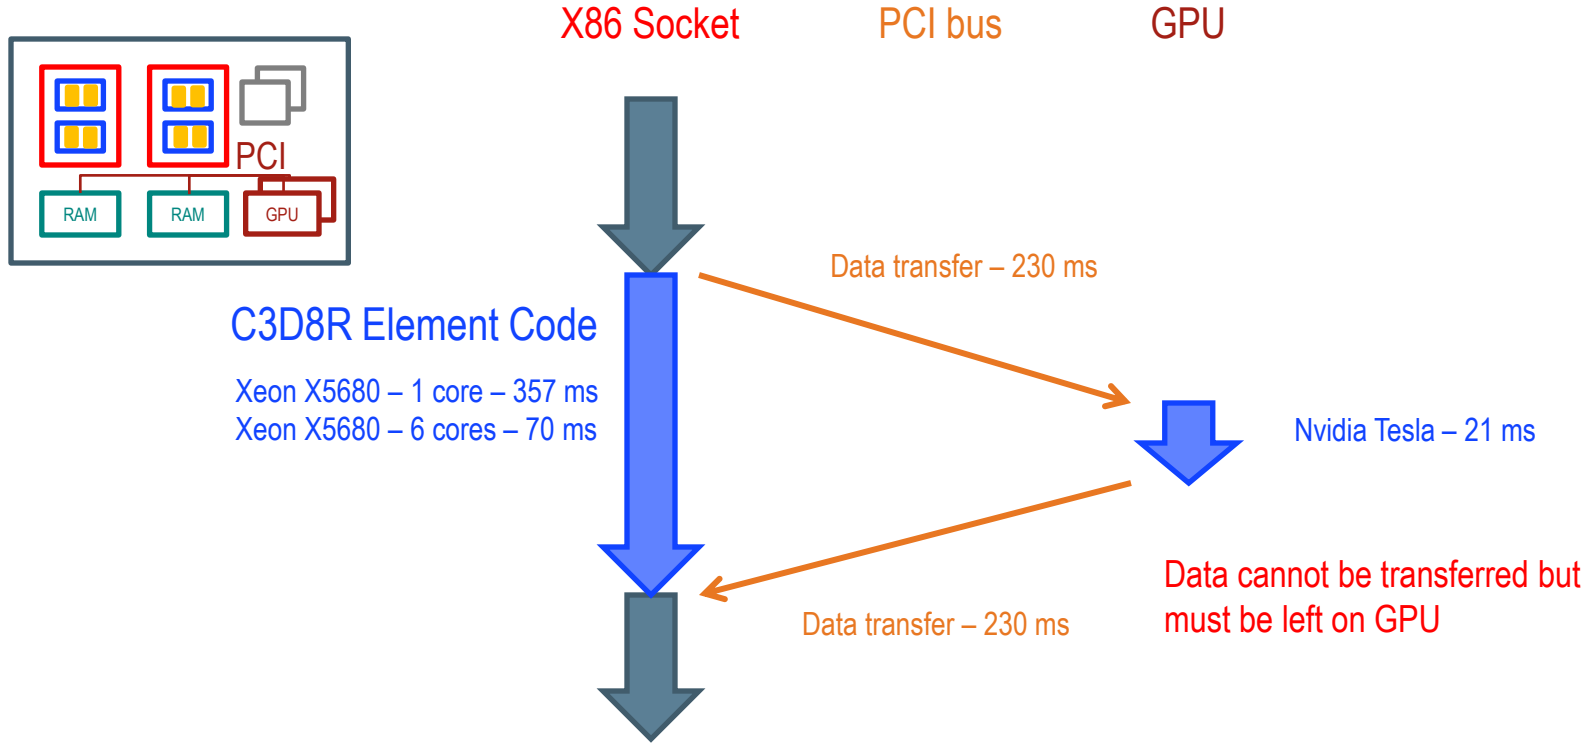 X86 Socket
PCI bus
GPU
PCI
RAM
RAM
GPU
Data transfer – 230 ms
C3D8R Element Code
Xeon X5680 – 1 core – 357 ms
Xeon X5680 – 6 cores – 70 ms
Nvidia Tesla – 21 ms
Data transfer – 230 ms
Data cannot be transferred but
must be left on GPU